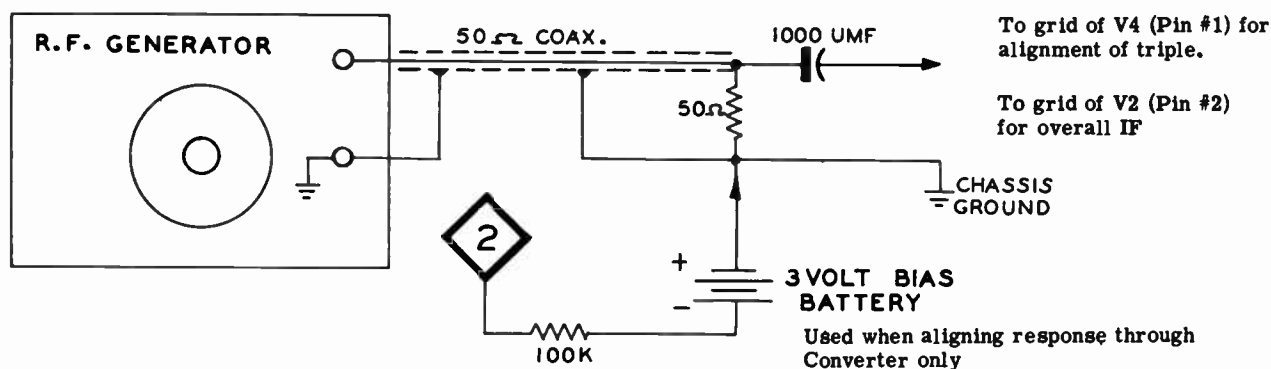 R.F. GENERATOR
50Ω COAX.
1000 UMF
To grid of V4 (Pin #1) for
alignment of triple.
50Ω
To grid of V2 (Pin #2)
for overall IF
CHASSIS
GROUND
2
+
3 VOLT BIAS
BATTERY
-
100K
Used when aligning response through
Converter only